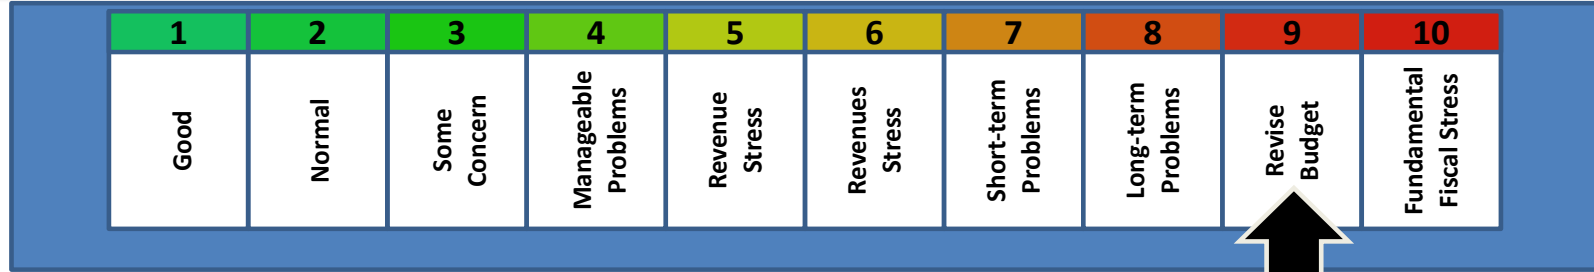 1 2 3 4 5 6 7 8 9 10
Good
Normal
Some
Concern
Manageable
Problems
Revenue
Stress
Revenues
Stress
Short-term
Problems
Long-term
Problems
Revise
Budget
Fundamental
Fiscal Stress